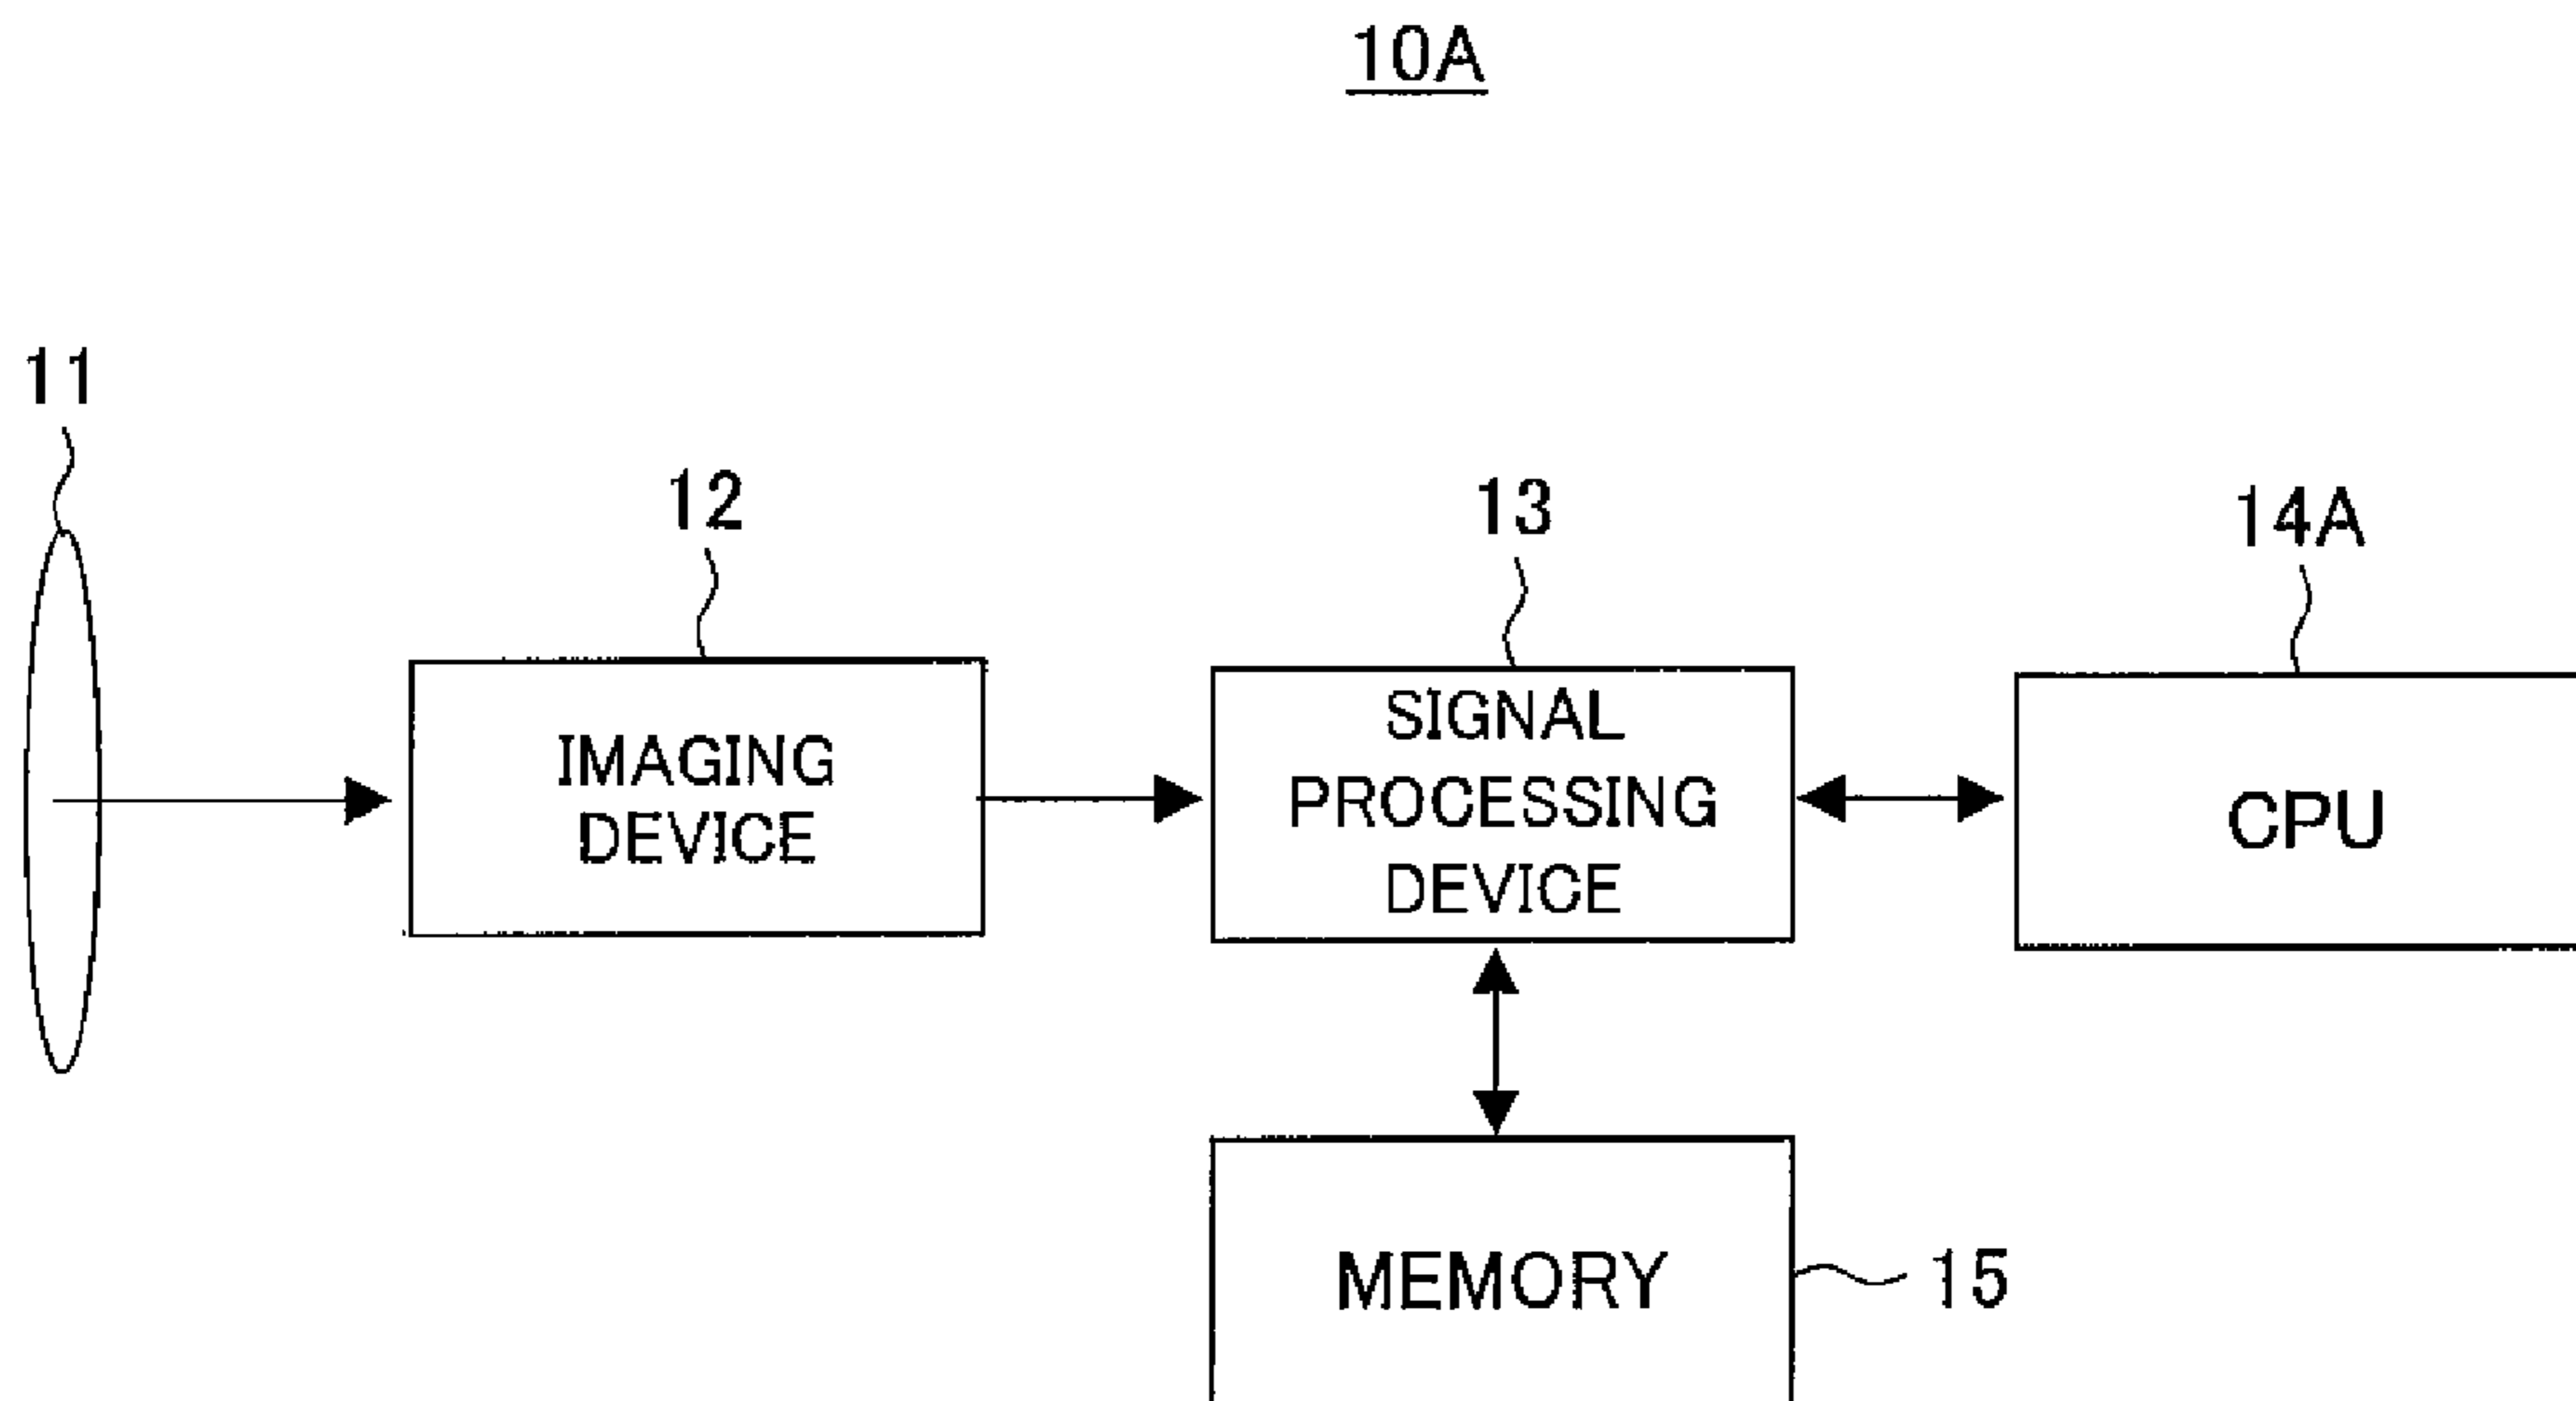 10A
11
12
13
14A
IMAGING
DEVICE
SIGNAL
PROCESSING
DEVICE
CPU
MEMORY
15